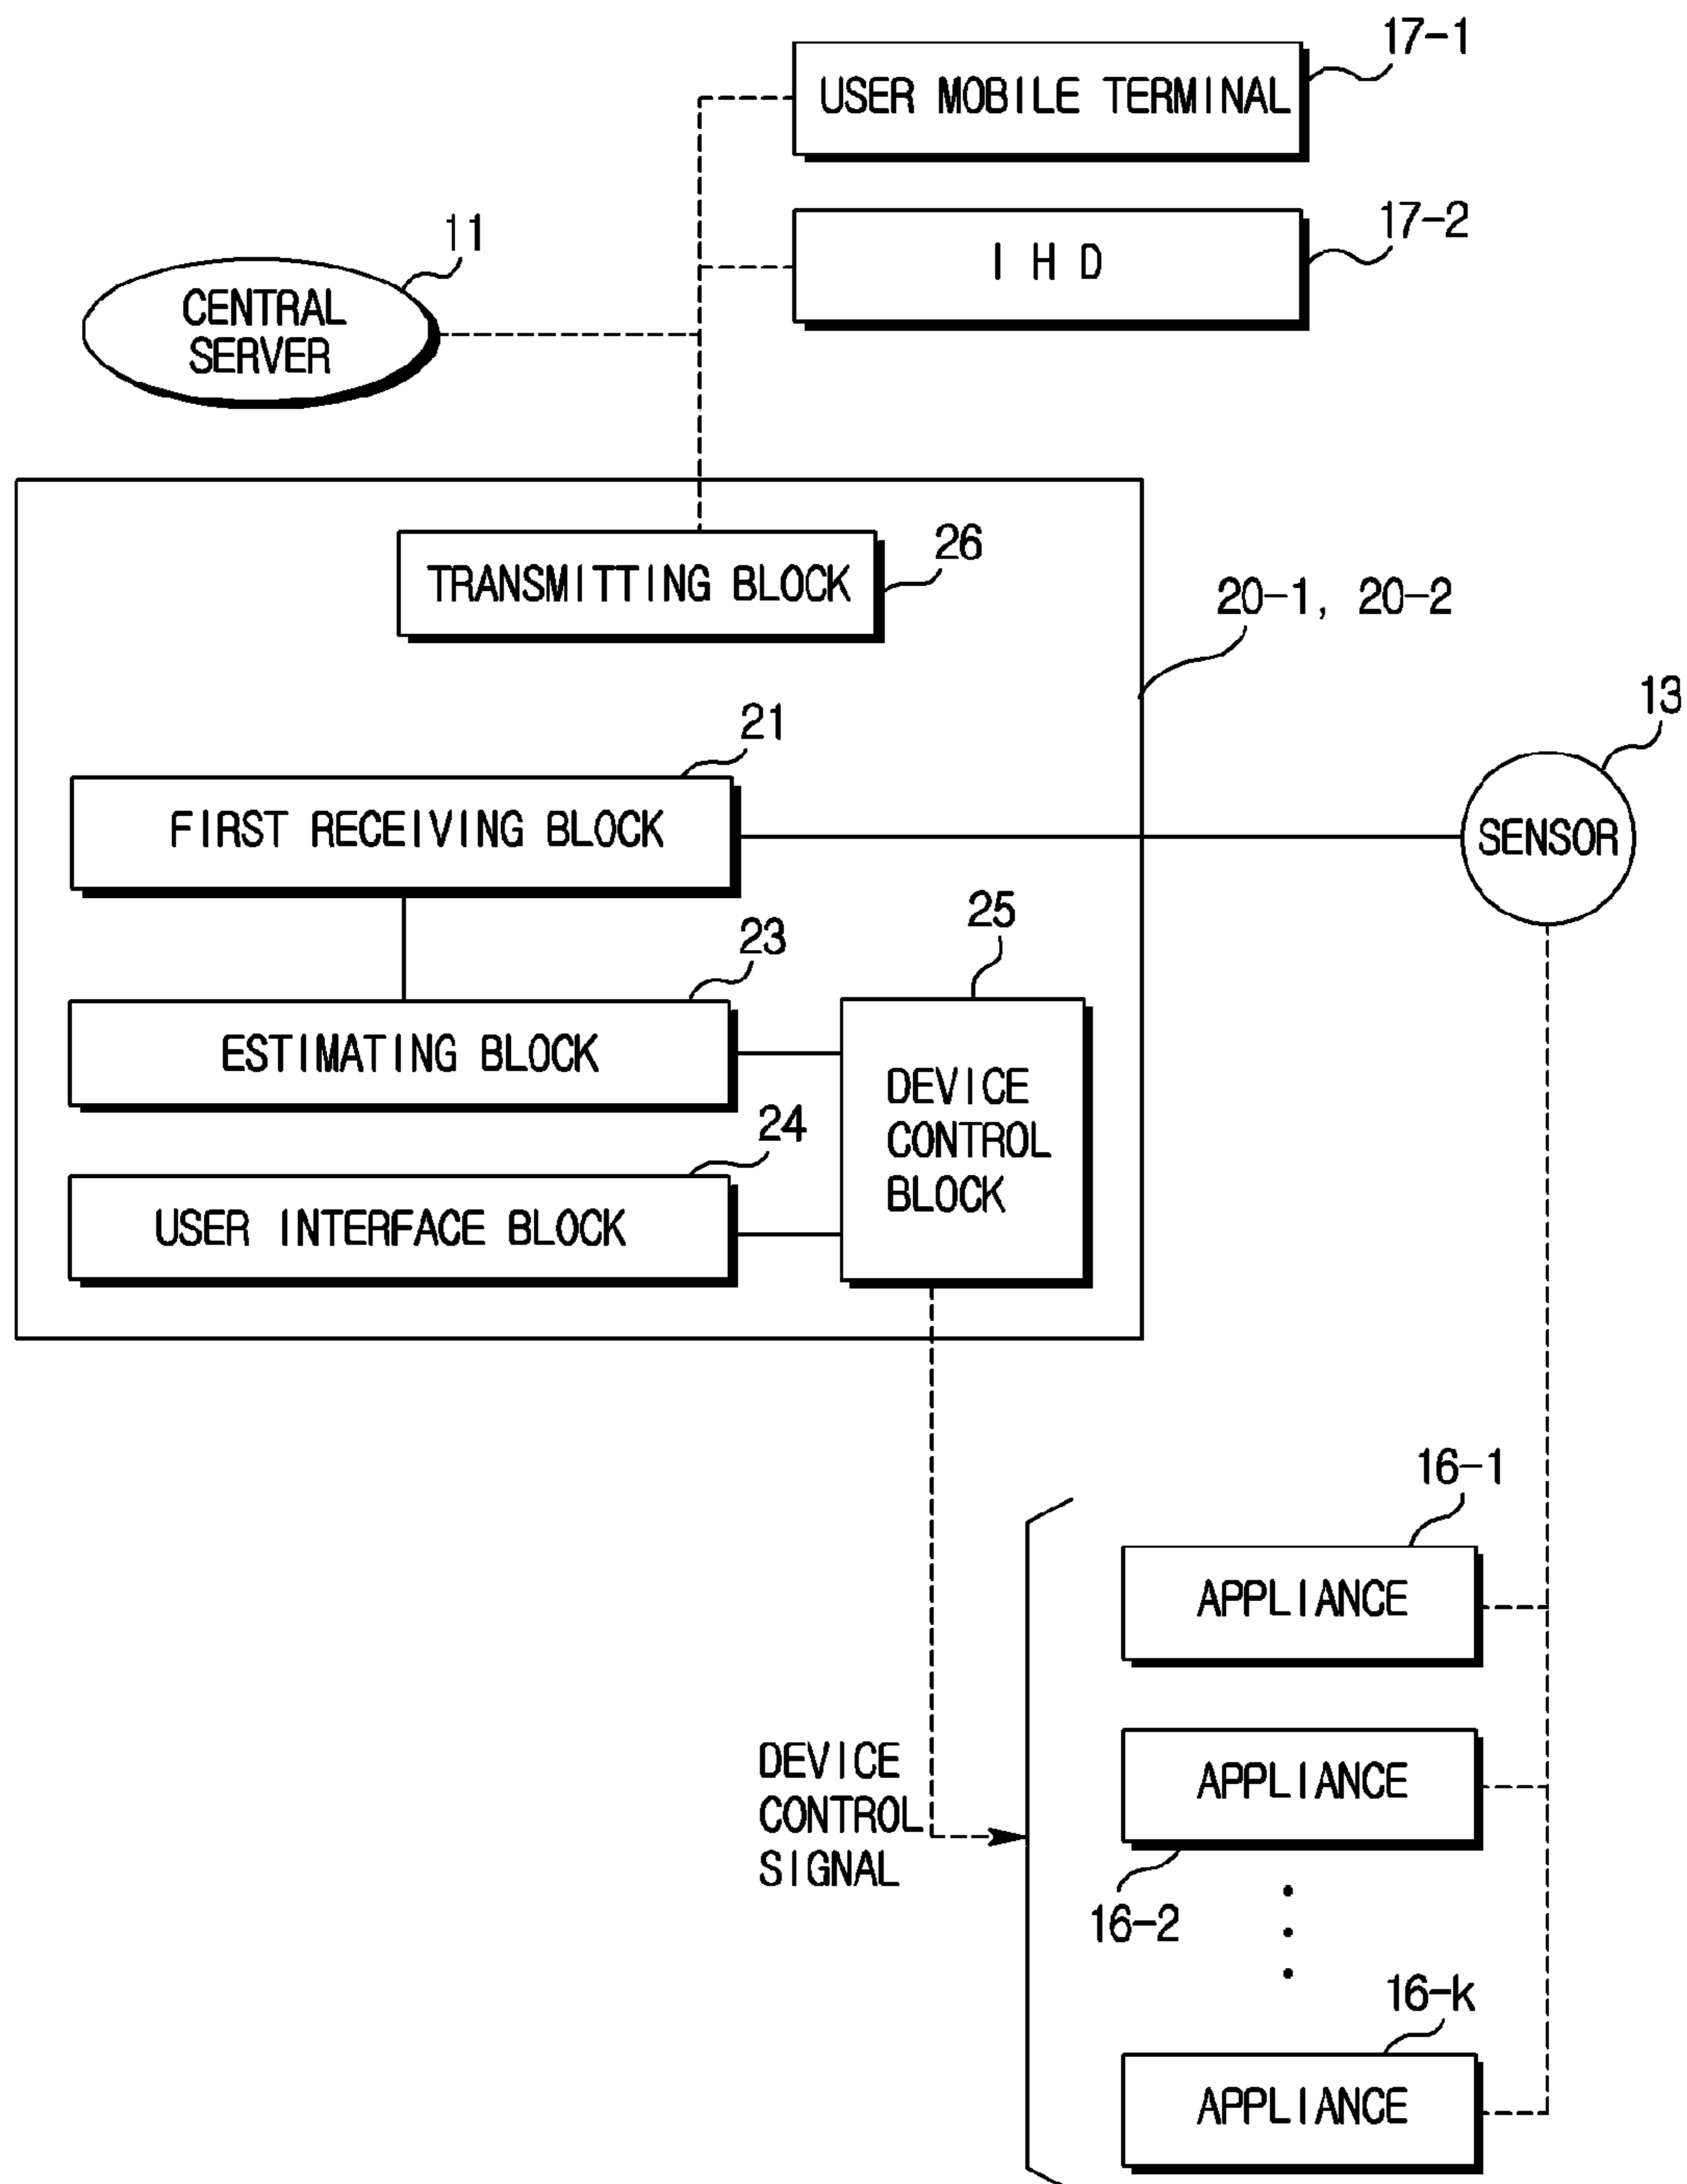 17-1
USER MOBILE TERMINAL
17-2
IHD
11
CENTRAL
SERVER
26
TRANSMITTING BLOCK
20-1, 20-2
13
21
FIRST RECEIVING BLOCK
SENSOR
25
23
ESTIMATING BLOCK
DEVICE
CONTROL
BLOCK
24
USER INTERFACE BLOCK
16-1
APPLIANCE
DEVICE
CONTROL
SIGNAL
APPLIANCE
16-2
16-k
APPLIANCE